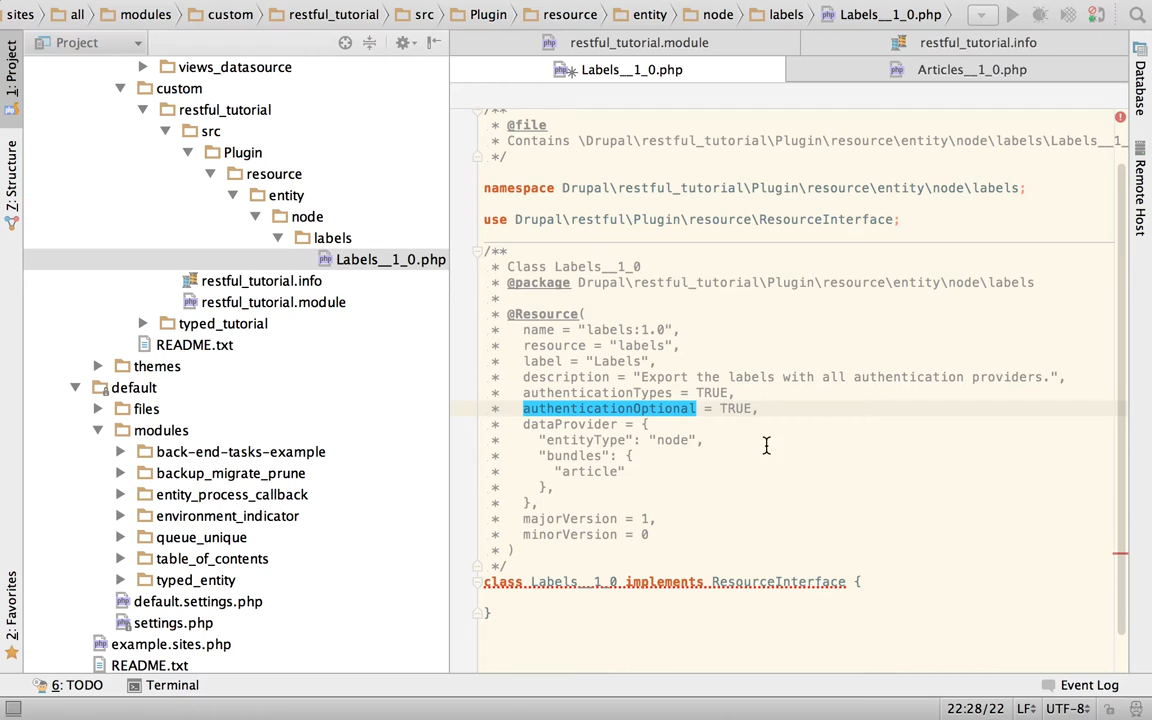 sites all modules custom restful_tutorial src Plugin resource entity node labels Labels__1_0.php
Project
restful_tutorial.module
restful_tutorial.info
Labels__1_0.php
Articles__1_0.php
1: Project
Z: Structure
2: Favorites
Database
Remote Host
views_datasource
custom
restful_tutorial
src
Plugin
resource
entity
node
labels
Labels__1_0.php
restful_tutorial.info
restful_tutorial.module
typed_tutorial
README.txt
themes
default
files
modules
back-end-tasks-example
backup_migrate_prune
entity_process_callback
environment_indicator
queue_unique
table_of_contents
typed_entity
default.settings.php
settings.php
example.sites.php
README.txt
/**
* @file
* Contains \Drupal\restful_tutorial\Plugin\resource\entity\node\labels\Labels__1_
*/
namespace Drupal\restful_tutorial\Plugin\resource\entity\node\labels;
use Drupal\restful\Plugin\resource\ResourceInterface;
/**
* Class Labels__1_0
* @package Drupal\restful_tutorial\Plugin\resource\entity\node\labels
*
* @Resource(
* name = "labels:1.0",
* resource = "labels",
* label = "Labels",
* description = "Export the labels with all authentication providers.",
* authenticationTypes = TRUE,
* authenticationOptional = TRUE,
* dataProvider = {
* "entityType": "node",
* "bundles": {
* "article"
* },
* },
* majorVersion = 1,
* minorVersion = 0
* )
*/
class Labels__1_0 implements ResourceInterface {
}
6: TODO
Terminal
Event Log
22:28/22 LF UTF-8